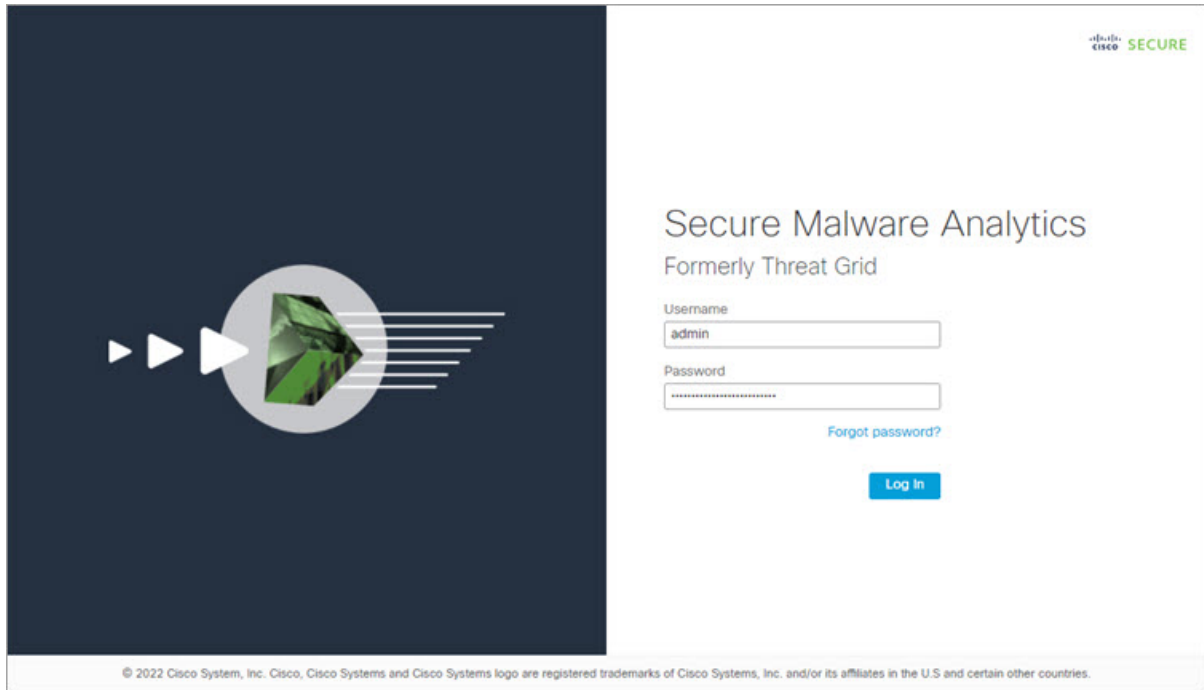 CISCO SECURE
Secure Malware Analytics
Formerly Threat Grid
Username
admin
Password
Forgot password?
Log In
© 2022 Cisco System, Inc. Cisco, Cisco Systems and Cisco Systems logo are registered trademarks of Cisco Systems, Inc. and/or its affiliates in the U.S and certain other countries.